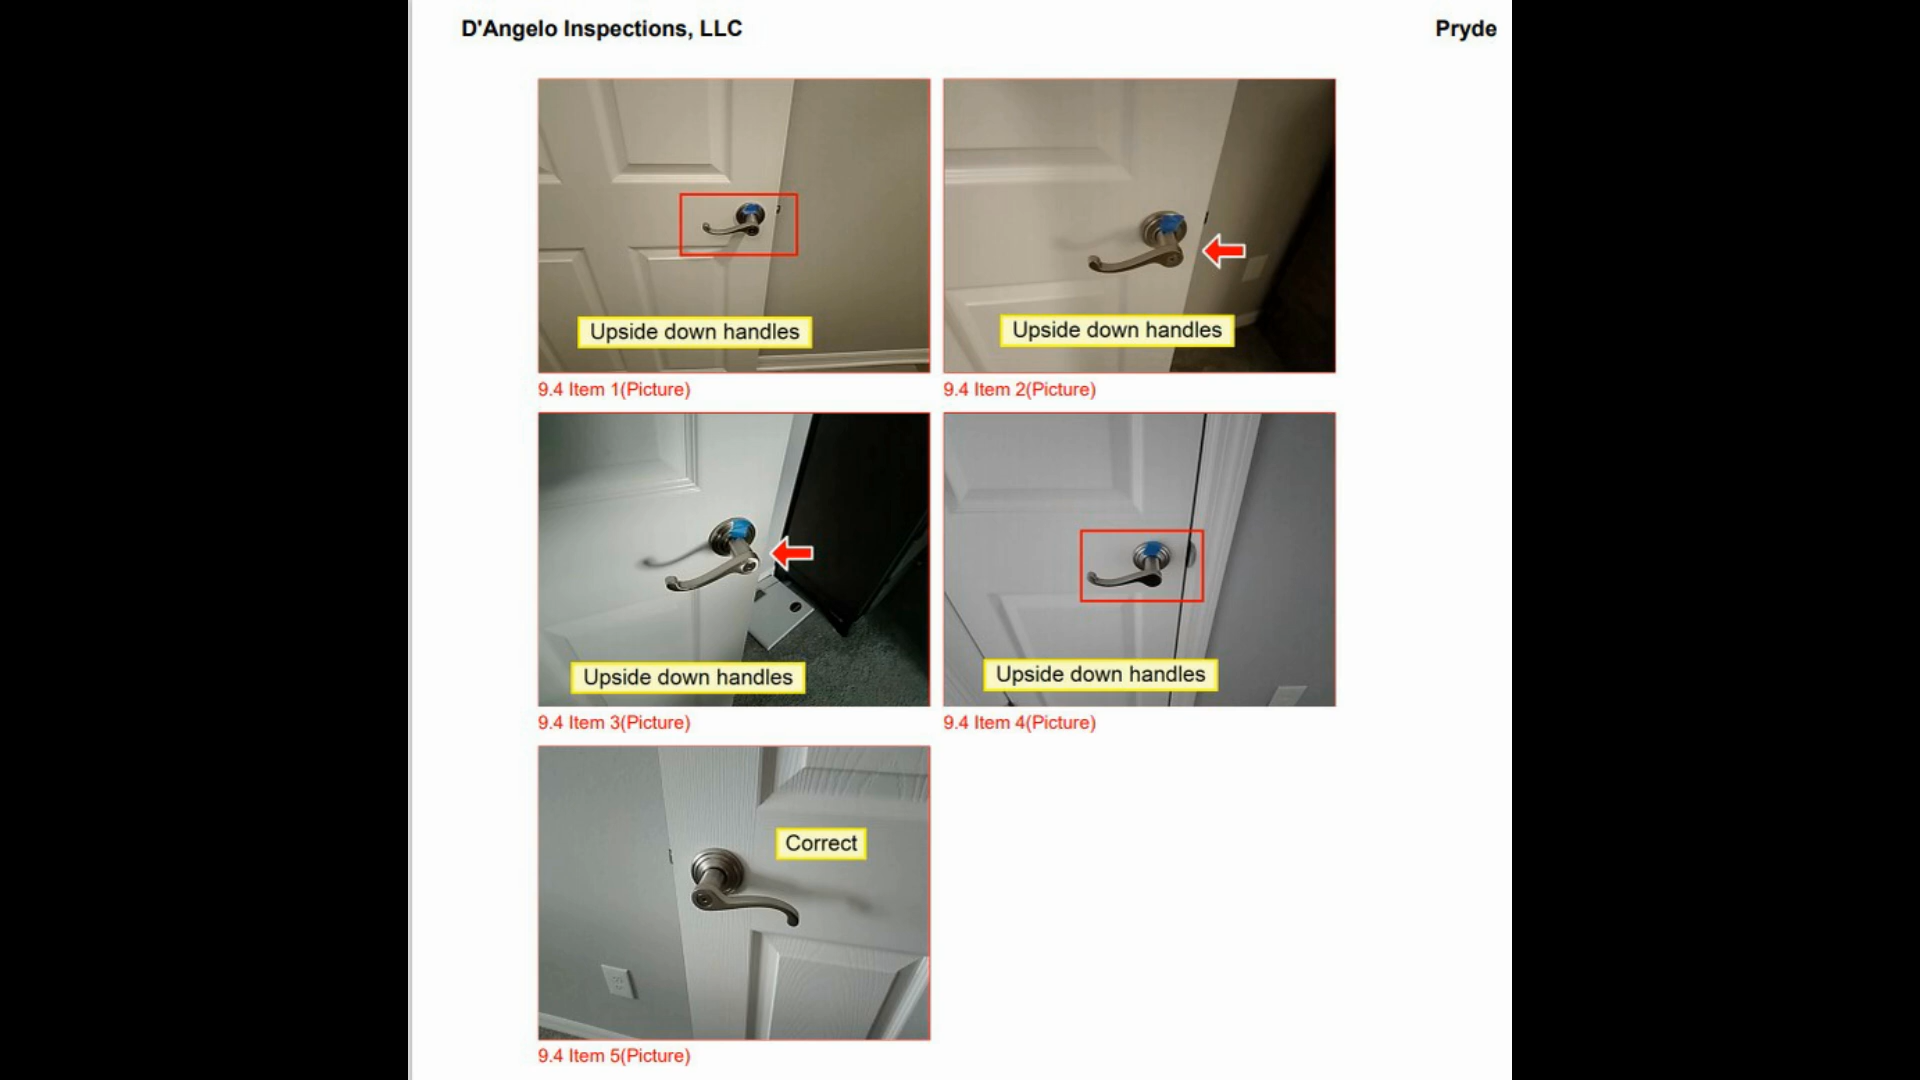 D'Angelo Inspections, LLC
Pryde
Upside down handles
Upside down handles
9.4 Item 1(Picture)
9.4 Item 2(Picture)
Upside down handles
Upside down handles
9.4 Item 3(Picture)
9.4 Item 4(Picture)
Correct
9.4 Item 5(Picture)